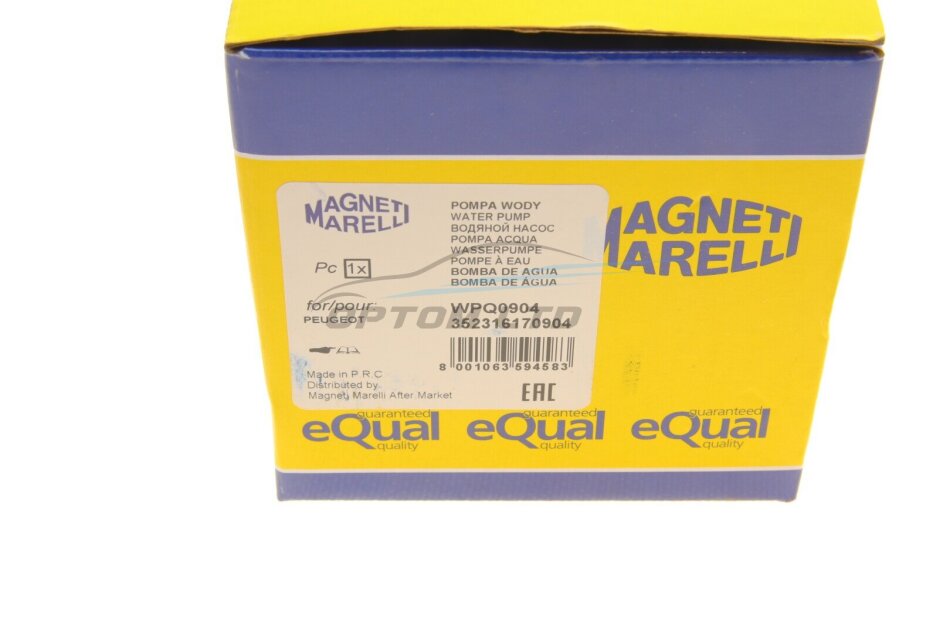 MAGNETI
MARELLI
Pc 1x
for/pour:
PEUGEOT
Made in P.R.C
Distributed by
Magneti Marelli After Market
POMPA WODY
WATER PUMP
ВОДЯНОЙ НАСОС
POMPA ACQUA
WASSERPUMPE
POMPE À EAU
BOMBA DE AGUA
BOMBA DE ÁGUA
WPQ0904
352316170904
8 001063 594583
EAC
MAGNETI
MARELLI
OPTOM LTD
guaranteed
eQual
quality
guaranteed
eQual
quality
guaranteed
eQual
quality